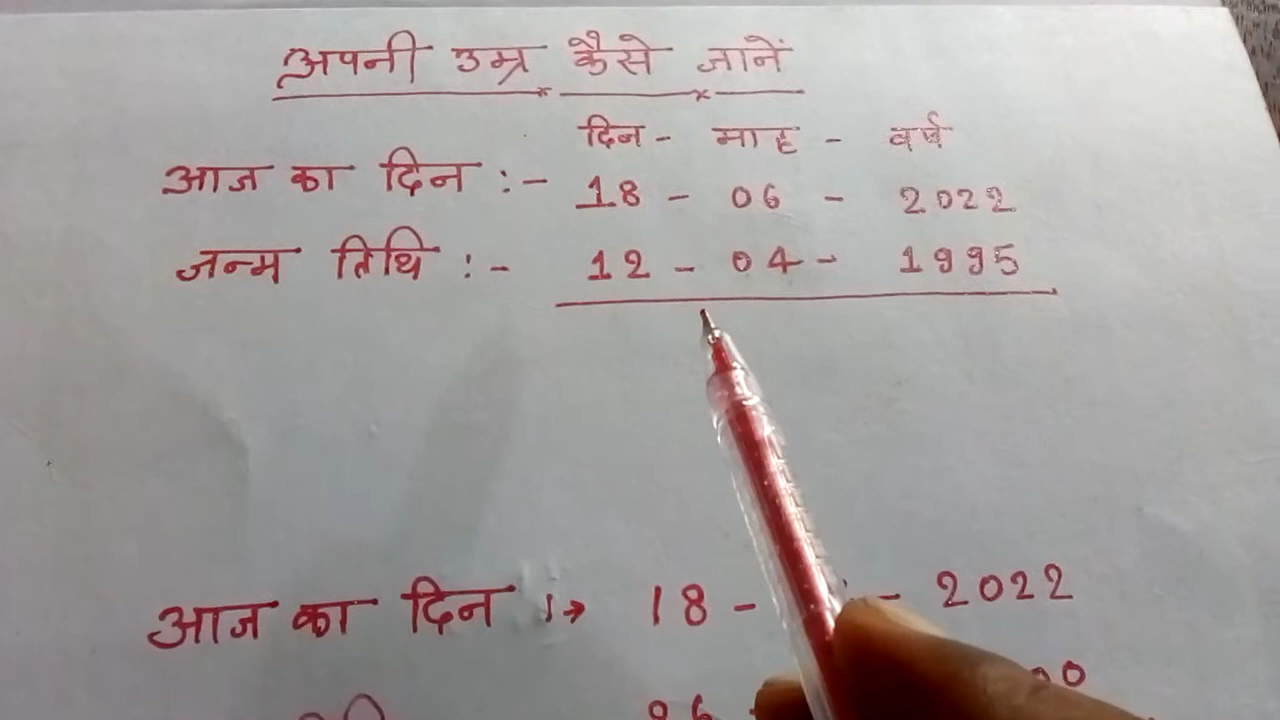 अपनी उम्र कैसे जानें
दिन - माह - वर्ष
आज का दिन :- 18 - 06 - 2022
जन्म तिथि :- 12 - 04 - 1995
आज का दिन :→ 18 - - 2022